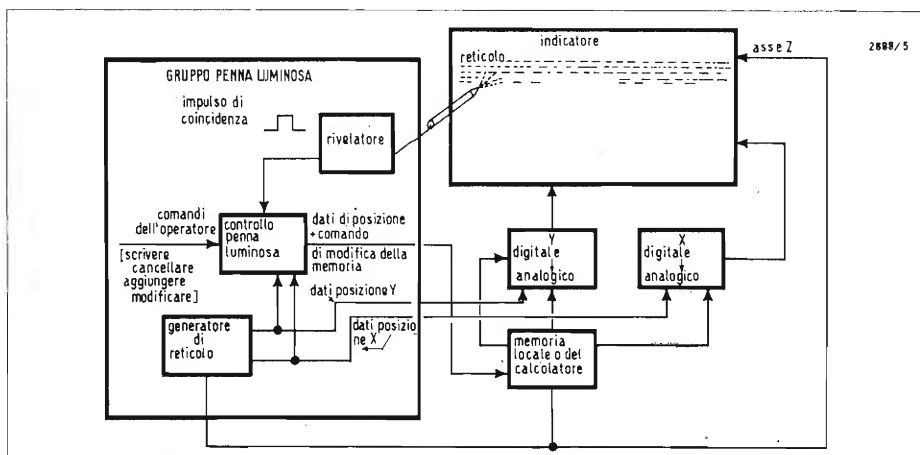 2688/5
indicatore
asse Z
reticolo
GRUPPO PENNA LUMINOSA
impulso di
coincidenza
rivelatore
comandi
dell'operatore
[scrivere
cancellare
aggiungere
modificare]
controllo
penna
luminosa
dati di posizione
+ comando
di modifica della
memoria
dati posizione Y
dati posizio
ne X
generatore
di
reticolo
Y
digitale
analogico
X
digitale
analogico
memoria
locale o del
calcolatore